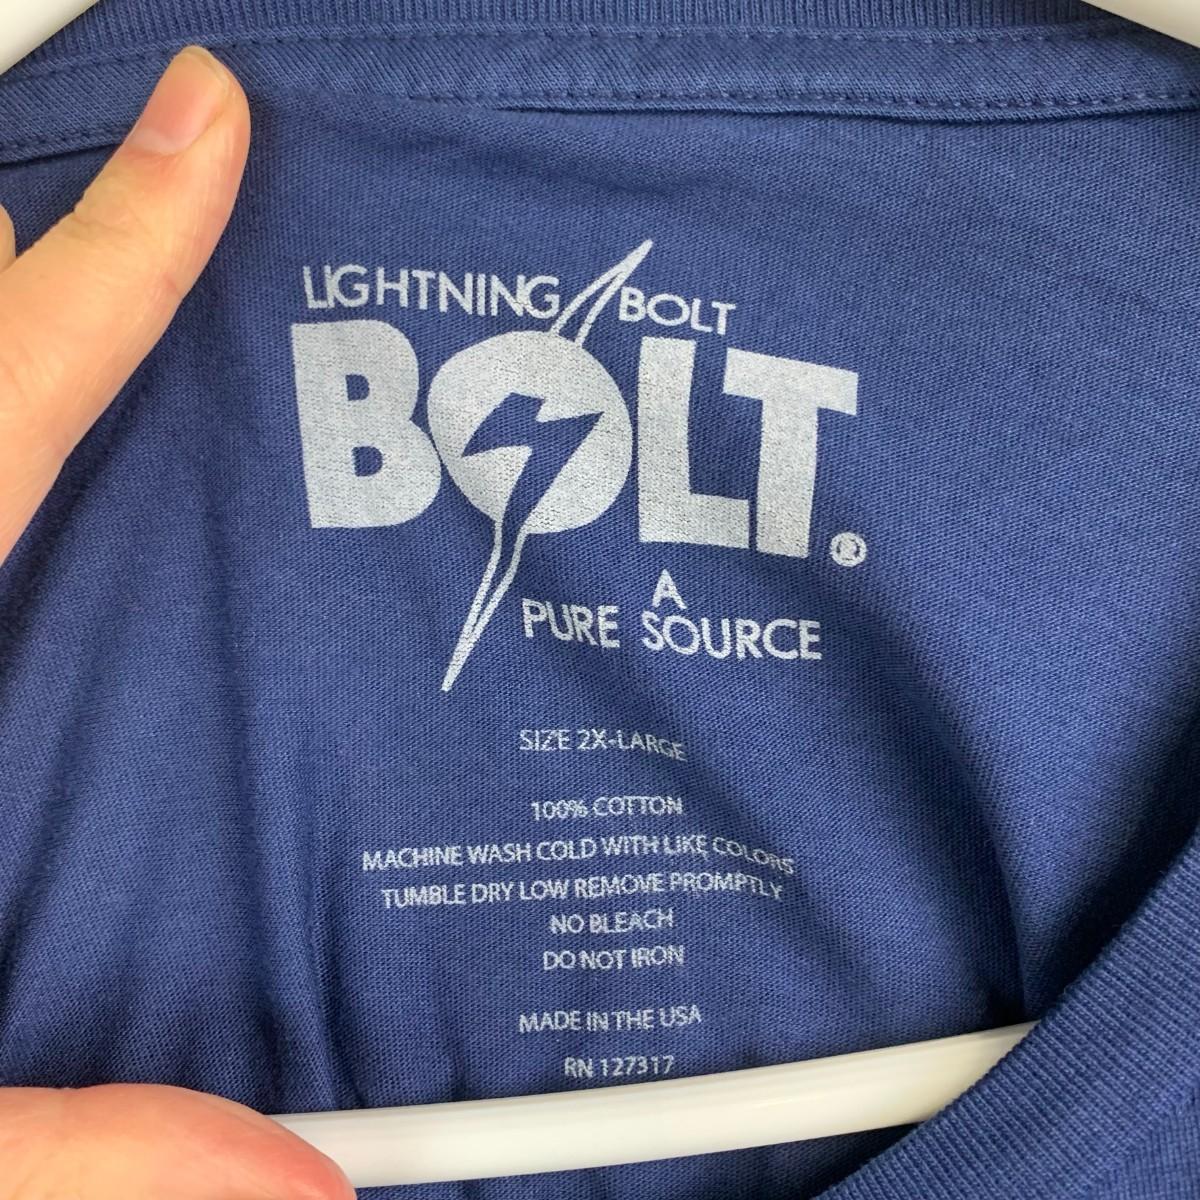 LIGHTNING BOLT
BOLT®
A
PURE SOURCE
SIZE 2X-LARGE
100% COTTON
MACHINE WASH COLD WITH LIKE COLORS
TUMBLE DRY LOW REMOVE PROMPTLY
NO BLEACH
DO NOT IRON
MADE IN THE USA
RN 127317